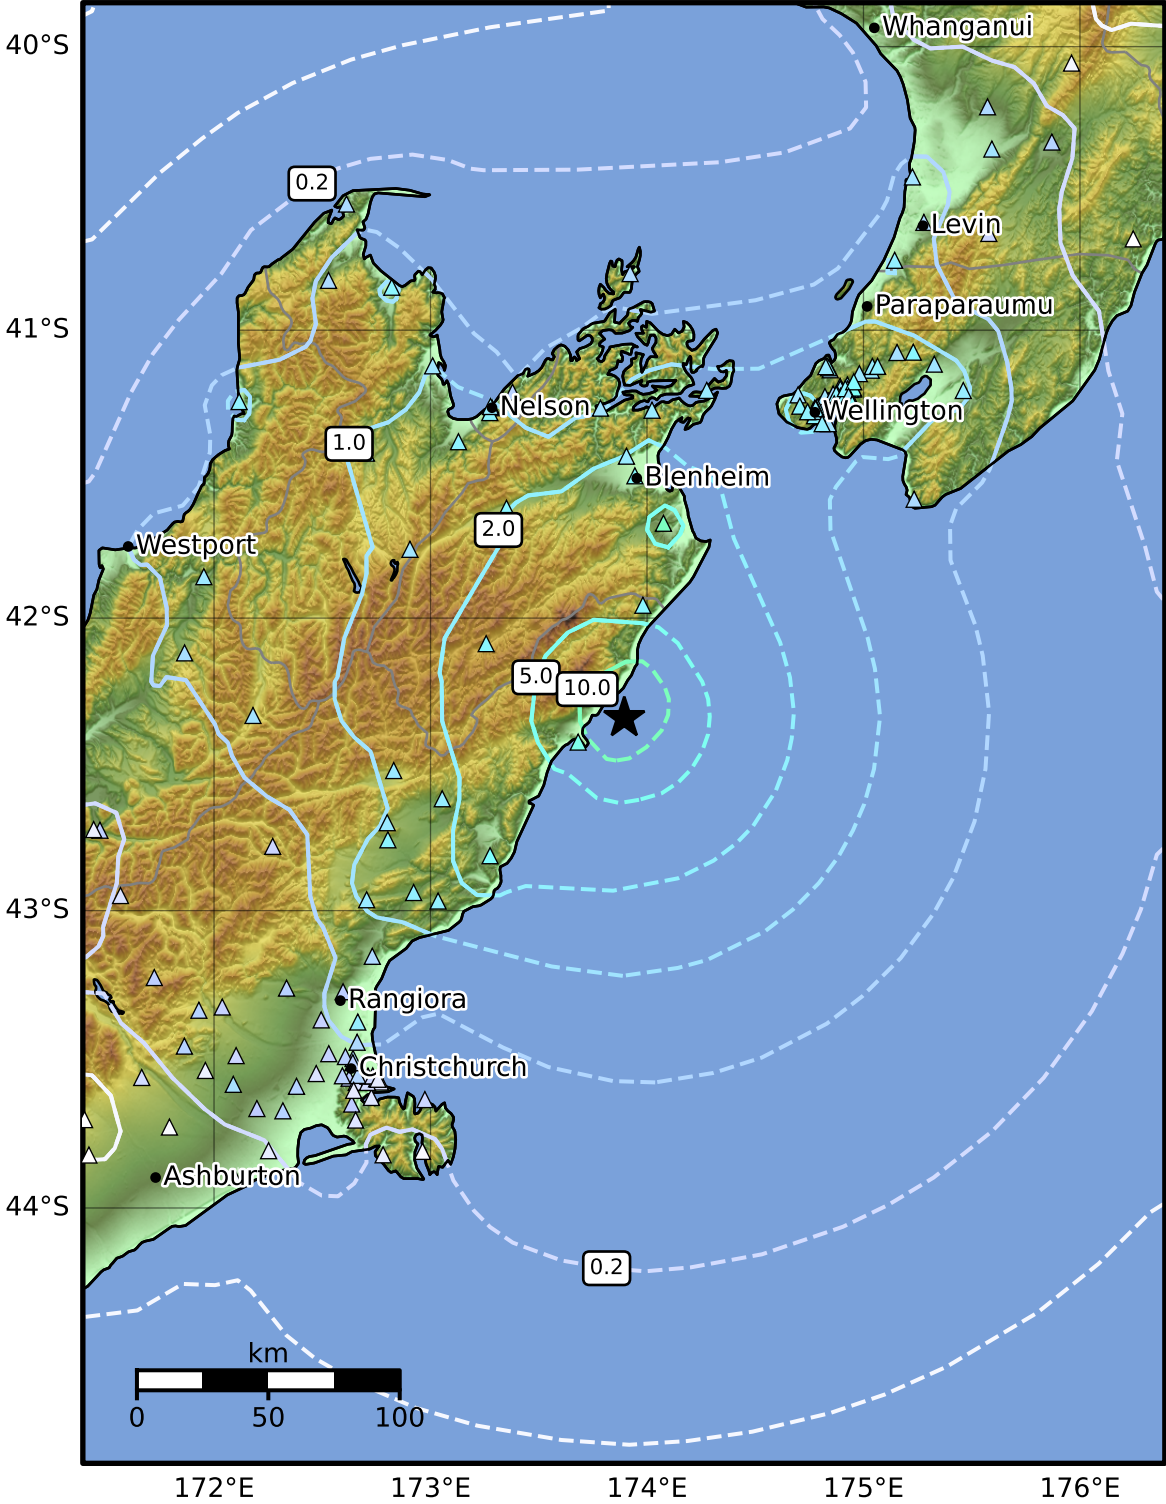 40°S
Whanganui
0.2
Levin
Paraparaumu
41°S
Nelson
Wellington
1.0
Blenheim
2.0
Westport
42°S
5.0
10.0
43°S
Rangiora
Christchurch
Ashburton
44°S
0.2
km
0 50 100
172°E 173°E 174°E 175°E 176°E